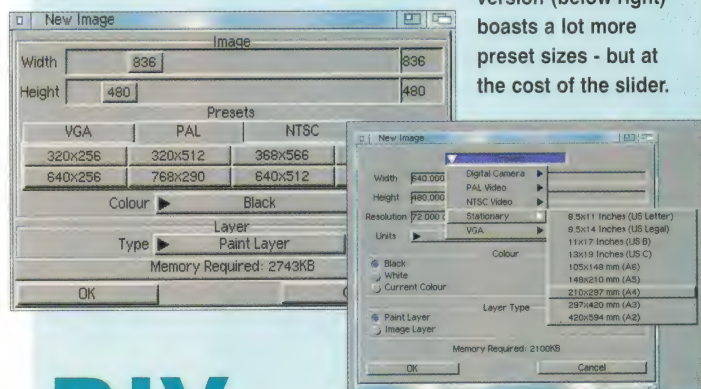 version (below right)
boasts a lot more
preset sizes - but at
the cost of the slider.
New Image
Image
Width 836 836
Height 480 480
Presets
VGA PAL NTSC
320x256 320x512 368x566
640x256 768x290 640x512
Colour Black
Layer
Type Paint Layer
Memory Required: 2743KB
OK
New Image
Presets
Width 640.000
Height 480.000
Resolution 72.000
Units
Digital Camera
PAL Video
NTSC Video
Stationary
VGA
8.5x11 Inches (US Letter)
8.5x14 Inches (US Legal)
11x17 Inches (US B)
13x19 Inches (US C)
105x148 mm (A6)
148x210 mm (A5)
210x297 mm (A4)
297x420 mm (A3)
420x594 mm (A2)
Colour
Black
White
Current Colour
Layer Type
Paint Layer
Image Layer
Memory Required: 2100KB
OK Cancel
DIY